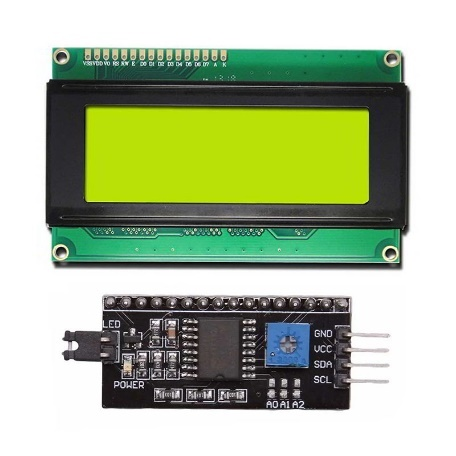 VSS VDD VO RS RW E D0 D1 D2 D3 D4 D5 D6 D7 A K
LED
GND
VCC
SDA
SCL
POWER
A0 A1 A2